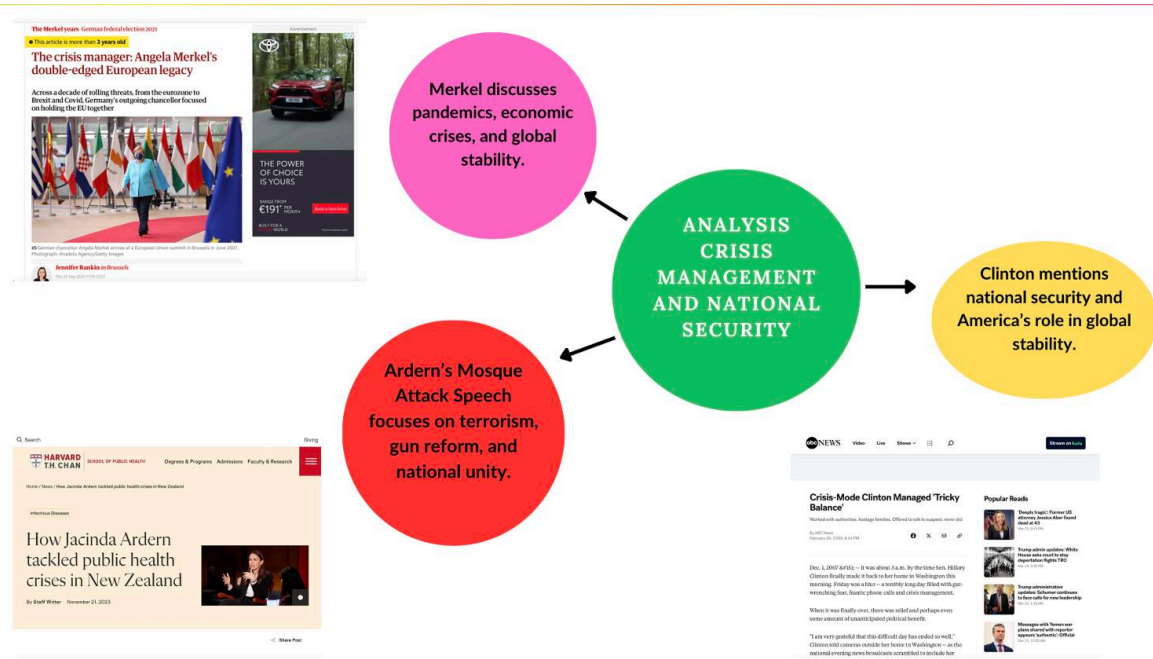 The Merkel years German federal election 2021
This article is more than 3 years old
The crisis manager: Angela Merkel's
double-edged European legacy
Across a decade of rolling threats, from the eurozone to
Brexit and Covid, Germany's outgoing chancellor focused
on holding the EU together
German chancellor Angela Merkel arrives at a European Union summit in Brussels in June 2021.
Photograph: Anadolu Agency/Getty Images
Jennifer Rankin in Brussels
Advertisement
THE POWER
OF CHOICE
IS YOURS
RANGE FROM
€191* PER
MONTH
BUILT FOR A
WORLD
Merkel discusses
pandemics, economic
crises, and global
stability.
ANALYSIS
CRISIS
MANAGEMENT
AND NATIONAL
SECURITY
Clinton mentions
national security and
America's role in global
stability.
Ardern's Mosque
Attack Speech
focuses on terrorism,
gun reform, and
national unity.
Search
Giving
HARVARD
T.H. CHAN
SCHOOL OF PUBLIC HEALTH
Degrees & Programs Admissions Faculty & Research
Home / News / How Jacinda Ardern tackled public health crises in New Zealand
Infectious Diseases
How Jacinda Ardern
tackled public health
crises in New Zealand
By Staff Writer November 21, 2023
Share Post
abc NEWS Video Live Shows
Stream on hulu
Crisis-Mode Clinton Managed 'Tricky
Balance'
Worked with authorities, hostage families. Offered to talk to suspect, never did
By ABC News
Dec. 1, 2007 &#151; -- It was about 3 a.m. by the time Sen. Hillary
Clinton finally made it back to her home in Washington this
morning. Friday was a blur -- a terribly long day filled with gut-
wrenching fear, frantic phone calls and crisis management.
When it was finally over, there was relief and perhaps even
some amount of unanticipated political benefit.
"I am very grateful that this difficult day has ended so well,"
Clinton told cameras outside her home in Washington -- as the
national evening news broadcasts scrambled to include her
Popular Reads
'Deeply tragic': Former US
attorney Jessica Aber found
dead at 43
Trump admin updates: White
House asks court to stay
deportation flights TRO
Trump administration
updates: Schumer continues
to face calls for new leadership
Messages with Yemen war
plans shared with reporter
appears 'authentic': Official